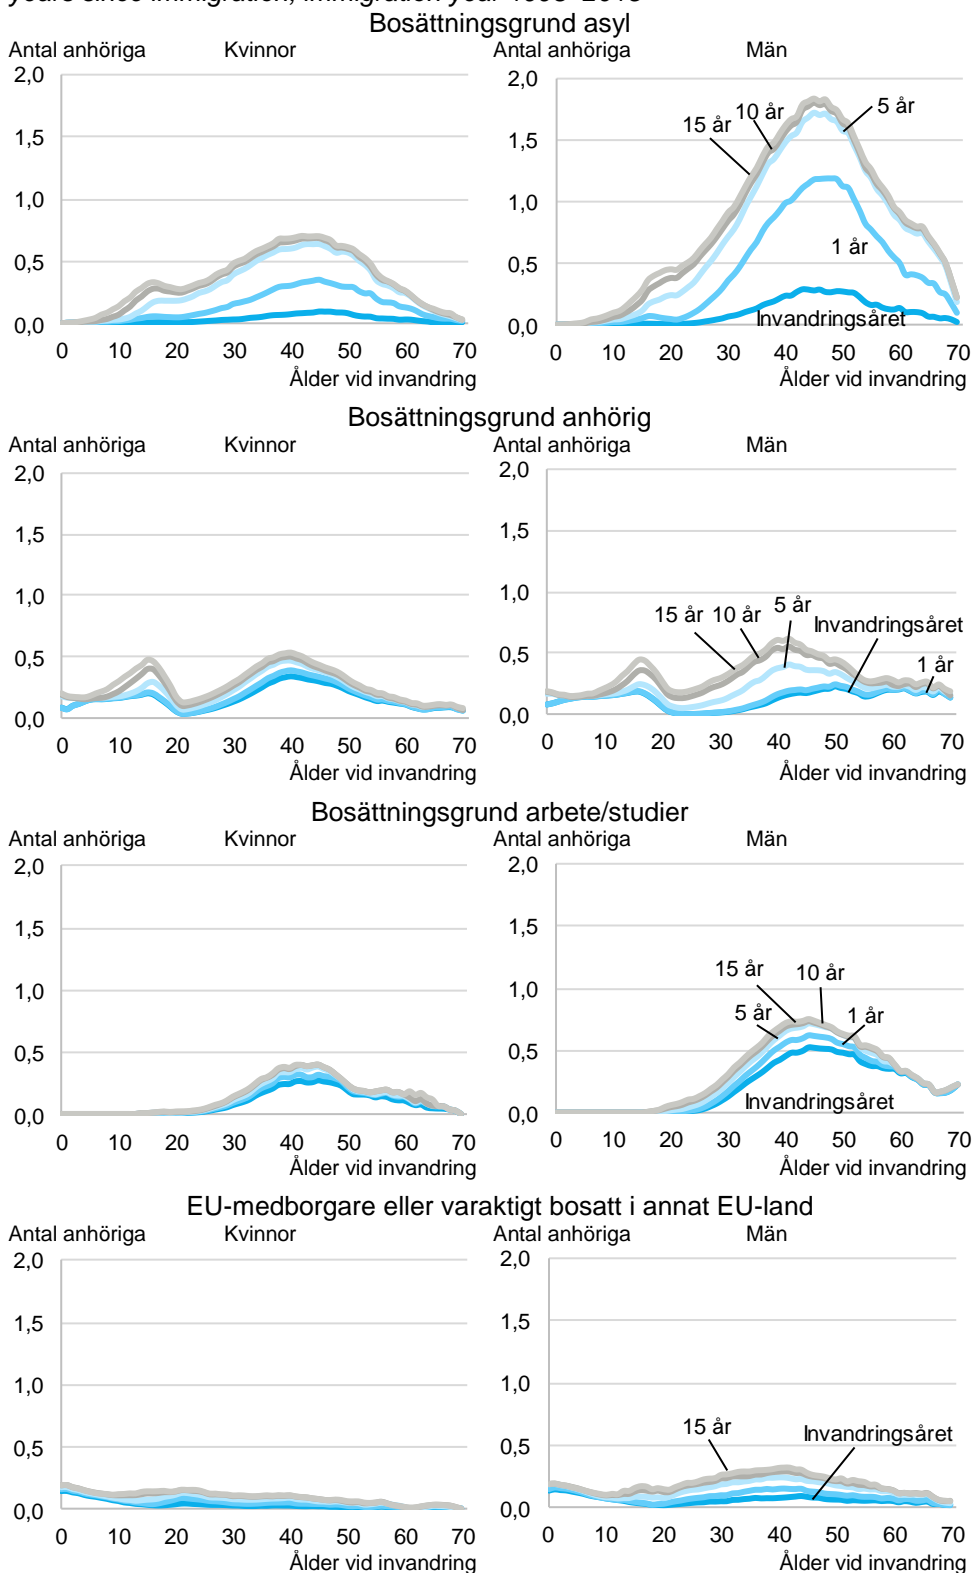 years since immigration, immigration year 1998–2018
Bosättningsgrund asyl
Antal anhöriga Kvinnor
2,0
1,5
1,0
0,5
0,0
0 10 20 30 40 50 60 70
Ålder vid invandring
Antal anhöriga Män
2,0
1,5
1,0
0,5
0,0
15 år
10 år
5 år
1 år
Invandringsåret
0 10 20 30 40 50 60 70
Ålder vid invandring
Bosättningsgrund anhörig
Antal anhöriga Kvinnor
2,0
1,5
1,0
0,5
0,0
0 10 20 30 40 50 60 70
Ålder vid invandring
Antal anhöriga Män
2,0
1,5
1,0
0,5
0,0
15 år
10 år
5 år
Invandringsåret
1 år
0 10 20 30 40 50 60 70
Ålder vid invandring
Bosättningsgrund arbete/studier
Antal anhöriga Kvinnor
2,0
1,5
1,0
0,5
0,0
0 10 20 30 40 50 60 70
Ålder vid invandring
Antal anhöriga Män
2,0
1,5
1,0
0,5
0,0
15 år
10 år
5 år
1 år
Invandringsåret
0 10 20 30 40 50 60 70
Ålder vid invandring
EU-medborgare eller varaktigt bosatt i annat EU-land
Antal anhöriga Kvinnor
2,0
1,5
1,0
0,5
0,0
0 10 20 30 40 50 60 70
Ålder vid invandring
Antal anhöriga Män
2,0
1,5
1,0
0,5
0,0
15 år
Invandringsåret
0 10 20 30 40 50 60 70
Ålder vid invandring